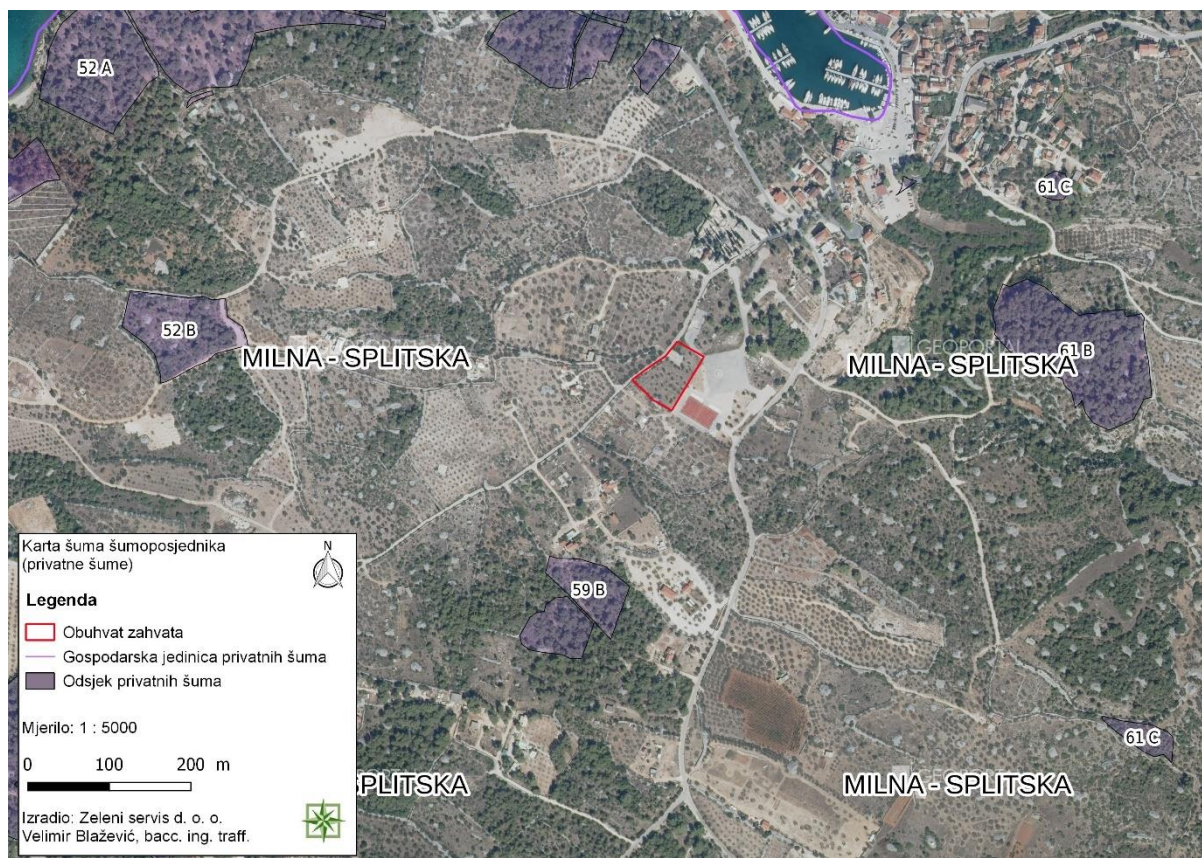 52 A
61 C
52 B
MILNA - SPLITSKA
GEOPORTAL
61 B
MILNA - SPLITSKA
59 B
61 C
SPLITSKA
MILNA - SPLITSKA
Karta šuma šumoposjednika
(privatne šume)
N
Legenda
Obuhvat zahvata
Gospodarska jedinica privatnih šuma
Odsjek privatnih šuma
Mjerilo: 1 : 5000
0 100 200 m
Izradio: Zeleni servis d. o. o.
Velimir Blažević, bacc. ing. traff.